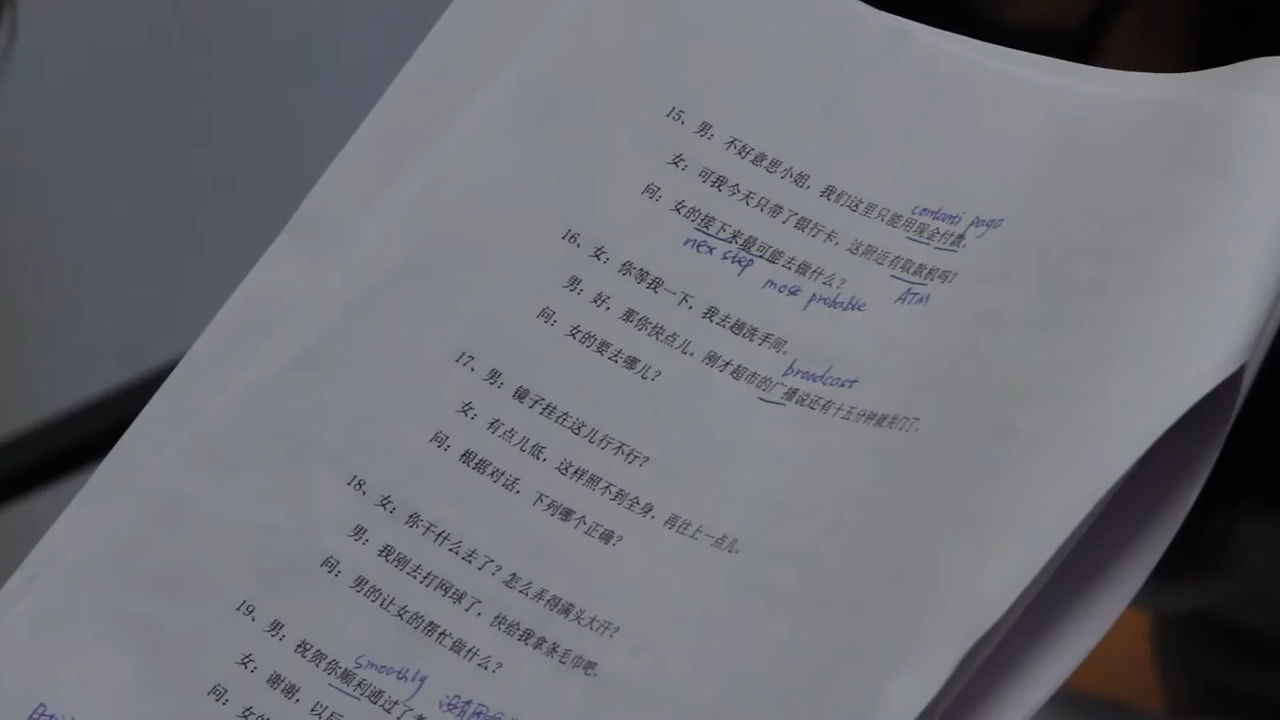 15、男：不好意思小姐，我们这里只能用现金付款。
contanti pago
女：可我今天只带了银行卡，这附近有取款机吗？
ATM
问：女的接下来最可能去做什么？
nex step most probable
16、女：你等我一下，我去趟洗手间。
男：好，那你快点儿。刚才超市的广播说还有十五分钟就关门了。
broadcast
问：女的要去哪儿？
17、男：镜子挂在这儿行不行？
女：有点儿低，这样照不到全身，再往上一点儿。
问：根据对话，下列哪个正确？
18、女：你干什么去了？怎么弄得满头大汗？
男：我刚去打网球了，快给我拿条毛巾吧。
问：男的让女的帮忙做什么？
19、男：祝贺你顺利通过了
smoothly
没有
女：谢谢，以后
问：女的